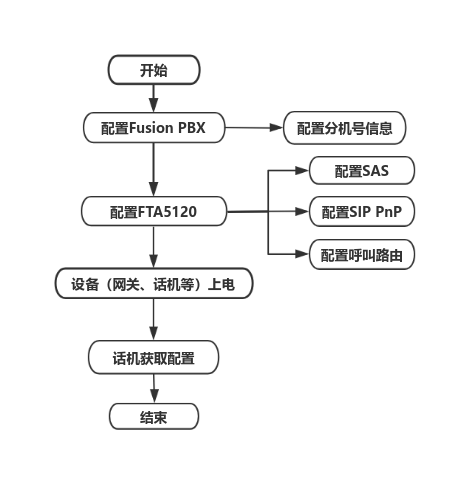 开始
配置Fusion PBX
配置分机号信息
配置SAS
配置FTA5120
配置SIP PnP
配置呼叫路由
设备（网关、话机等）上电
话机获取配置
结束